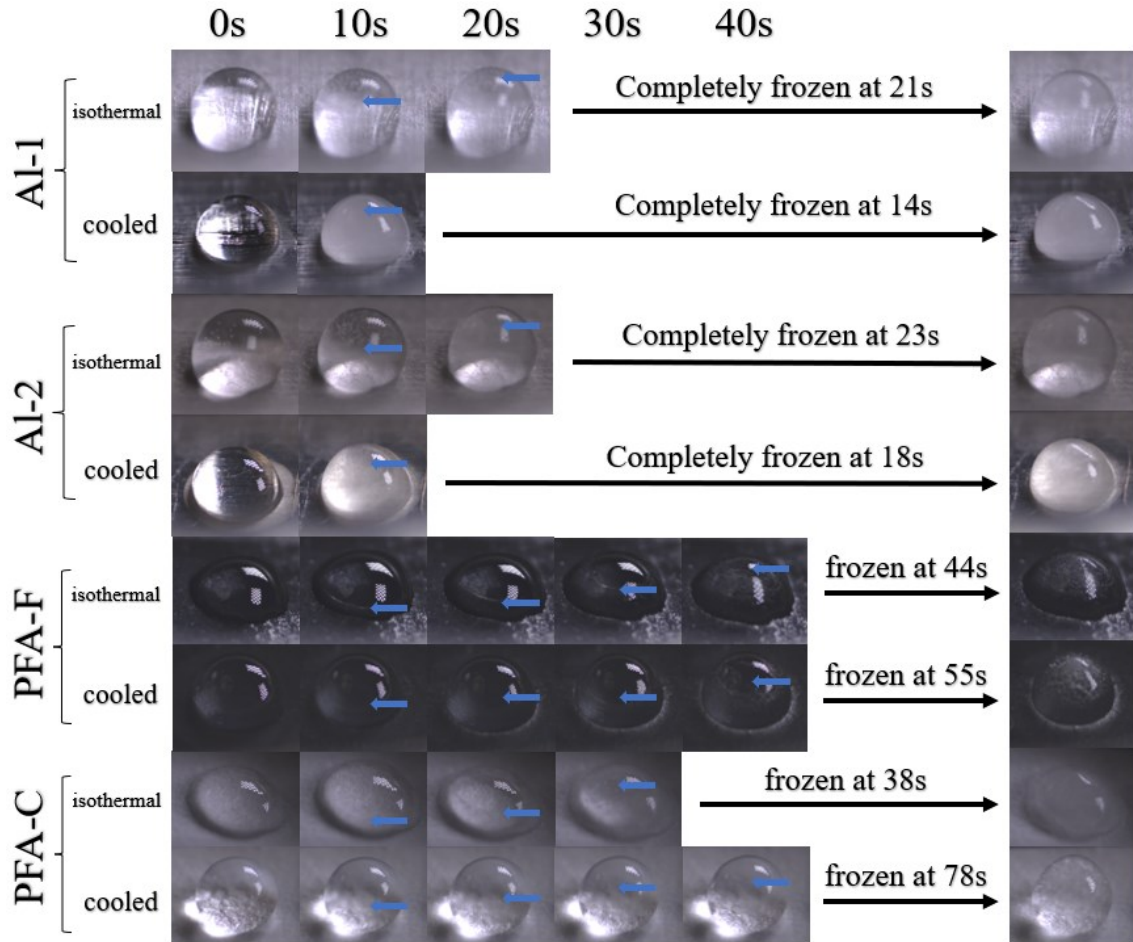 0s 10s 20s 30s 40s
Al-1
isothermal
Completely frozen at 21s
cooled
Completely frozen at 14s
Al-2
isothermal
Completely frozen at 23s
cooled
Completely frozen at 18s
PFA-F
isothermal
frozen at 44s
cooled
frozen at 55s
PFA-C
isothermal
frozen at 38s
cooled
frozen at 78s